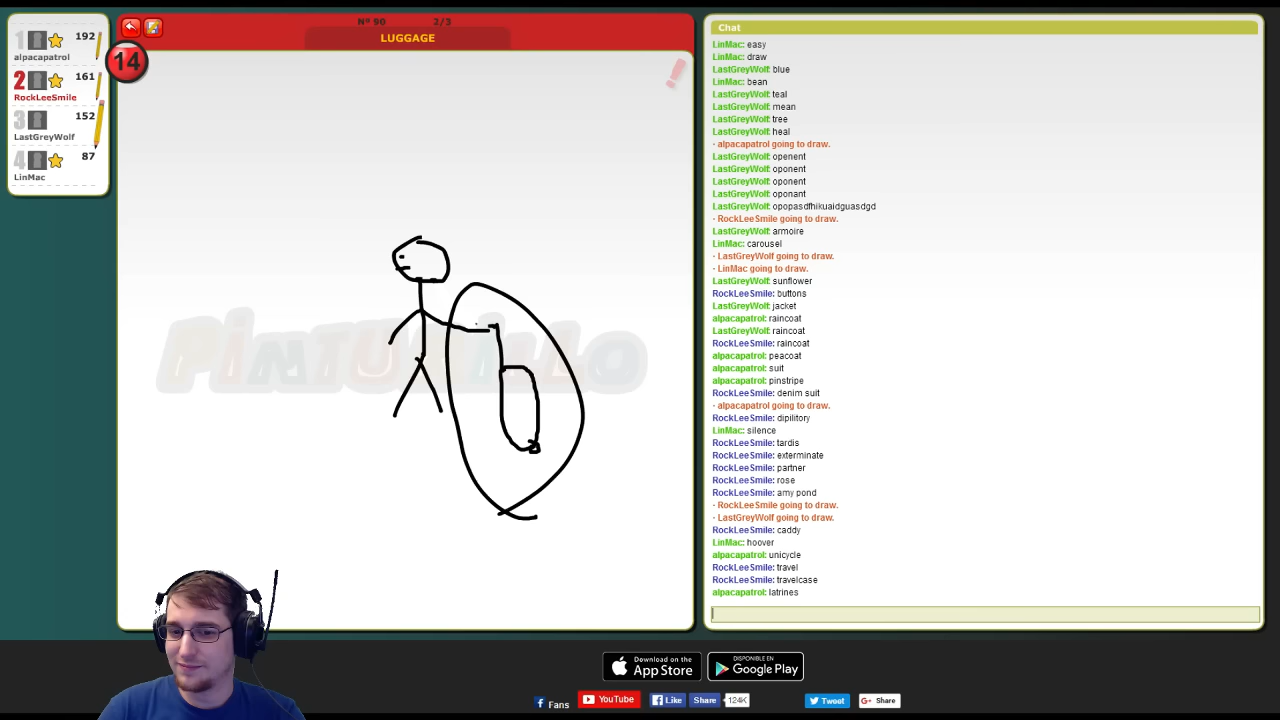 1 192
alpacapatrol
2 161
RockLeeSmile
3 152
LastGreyWolf
4 87
LinMac
14
Nº 90 2/3
LUGGAGE
PINTURILLO
Chat
LinMac: easy
LinMac: draw
LastGreyWolf: blue
LinMac: bean
LastGreyWolf: teal
LastGreyWolf: mean
LastGreyWolf: tree
LastGreyWolf: heal
· alpacapatrol going to draw.
LastGreyWolf: openent
LastGreyWolf: oponent
LastGreyWolf: oponent
LastGreyWolf: oponant
LastGreyWolf: opopasdfhikuaidguasdgd
· RockLeeSmile going to draw.
LastGreyWolf: armoire
LinMac: carousel
· LastGreyWolf going to draw.
· LinMac going to draw.
LastGreyWolf: sunflower
RockLeeSmile: buttons
LastGreyWolf: jacket
alpacapatrol: raincoat
LastGreyWolf: raincoat
RockLeeSmile: raincoat
alpacapatrol: peacoat
alpacapatrol: suit
alpacapatrol: pinstripe
RockLeeSmile: denim suit
· alpacapatrol going to draw.
RockLeeSmile: dipilitory
LinMac: silence
RockLeeSmile: tardis
RockLeeSmile: exterminate
RockLeeSmile: partner
RockLeeSmile: rose
RockLeeSmile: amy pond
· RockLeeSmile going to draw.
· LastGreyWolf going to draw.
RockLeeSmile: caddy
LinMac: hoover
alpacapatrol: unicycle
RockLeeSmile: travel
RockLeeSmile: travelcase
alpacapatrol: latrines
Download on the
App Store
DISPONIBLE EN
Google Play
Fans
YouTube
Like
Share
124K
Tweet
G+ Share